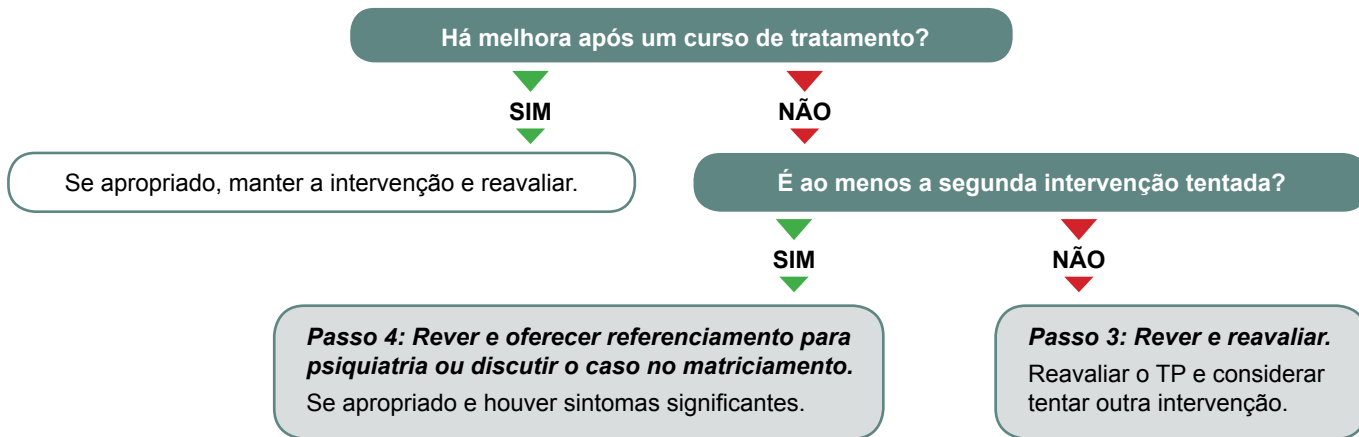 Há melhora após um curso de tratamento?
SIM
NÃO
Se apropriado, manter a intervenção e reavaliar.
É ao menos a segunda intervenção tentada?
SIM
NÃO
Passo 4: Rever e oferecer referenciamento para
psiquiatria ou discutir o caso no matriciamento.
Se apropriado e houver sintomas significantes.
Passo 3: Rever e reavaliar.
Reavaliar o TP e considerar
tentar outra intervenção.